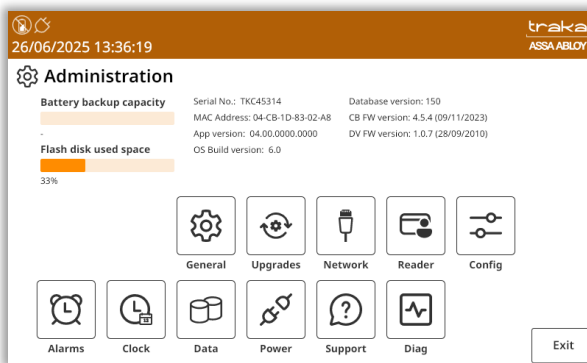 traka
26/06/2025 13:36:19
ASSA ABLOY
Administration
Battery backup capacity
-
Flash disk used space
33%
Serial No.: TKC45314
MAC Address: 04-CB-1D-83-02-A8
App version: 04.00.0000.0000
OS Build version: 6.0
Database version: 150
CB FW version: 4.5.4 (09/11/2023)
DV FW version: 1.0.7 (28/09/2010)
General
Upgrades
Network
Reader
Config
Alarms
Clock
Data
Power
Support
Diag
Exit